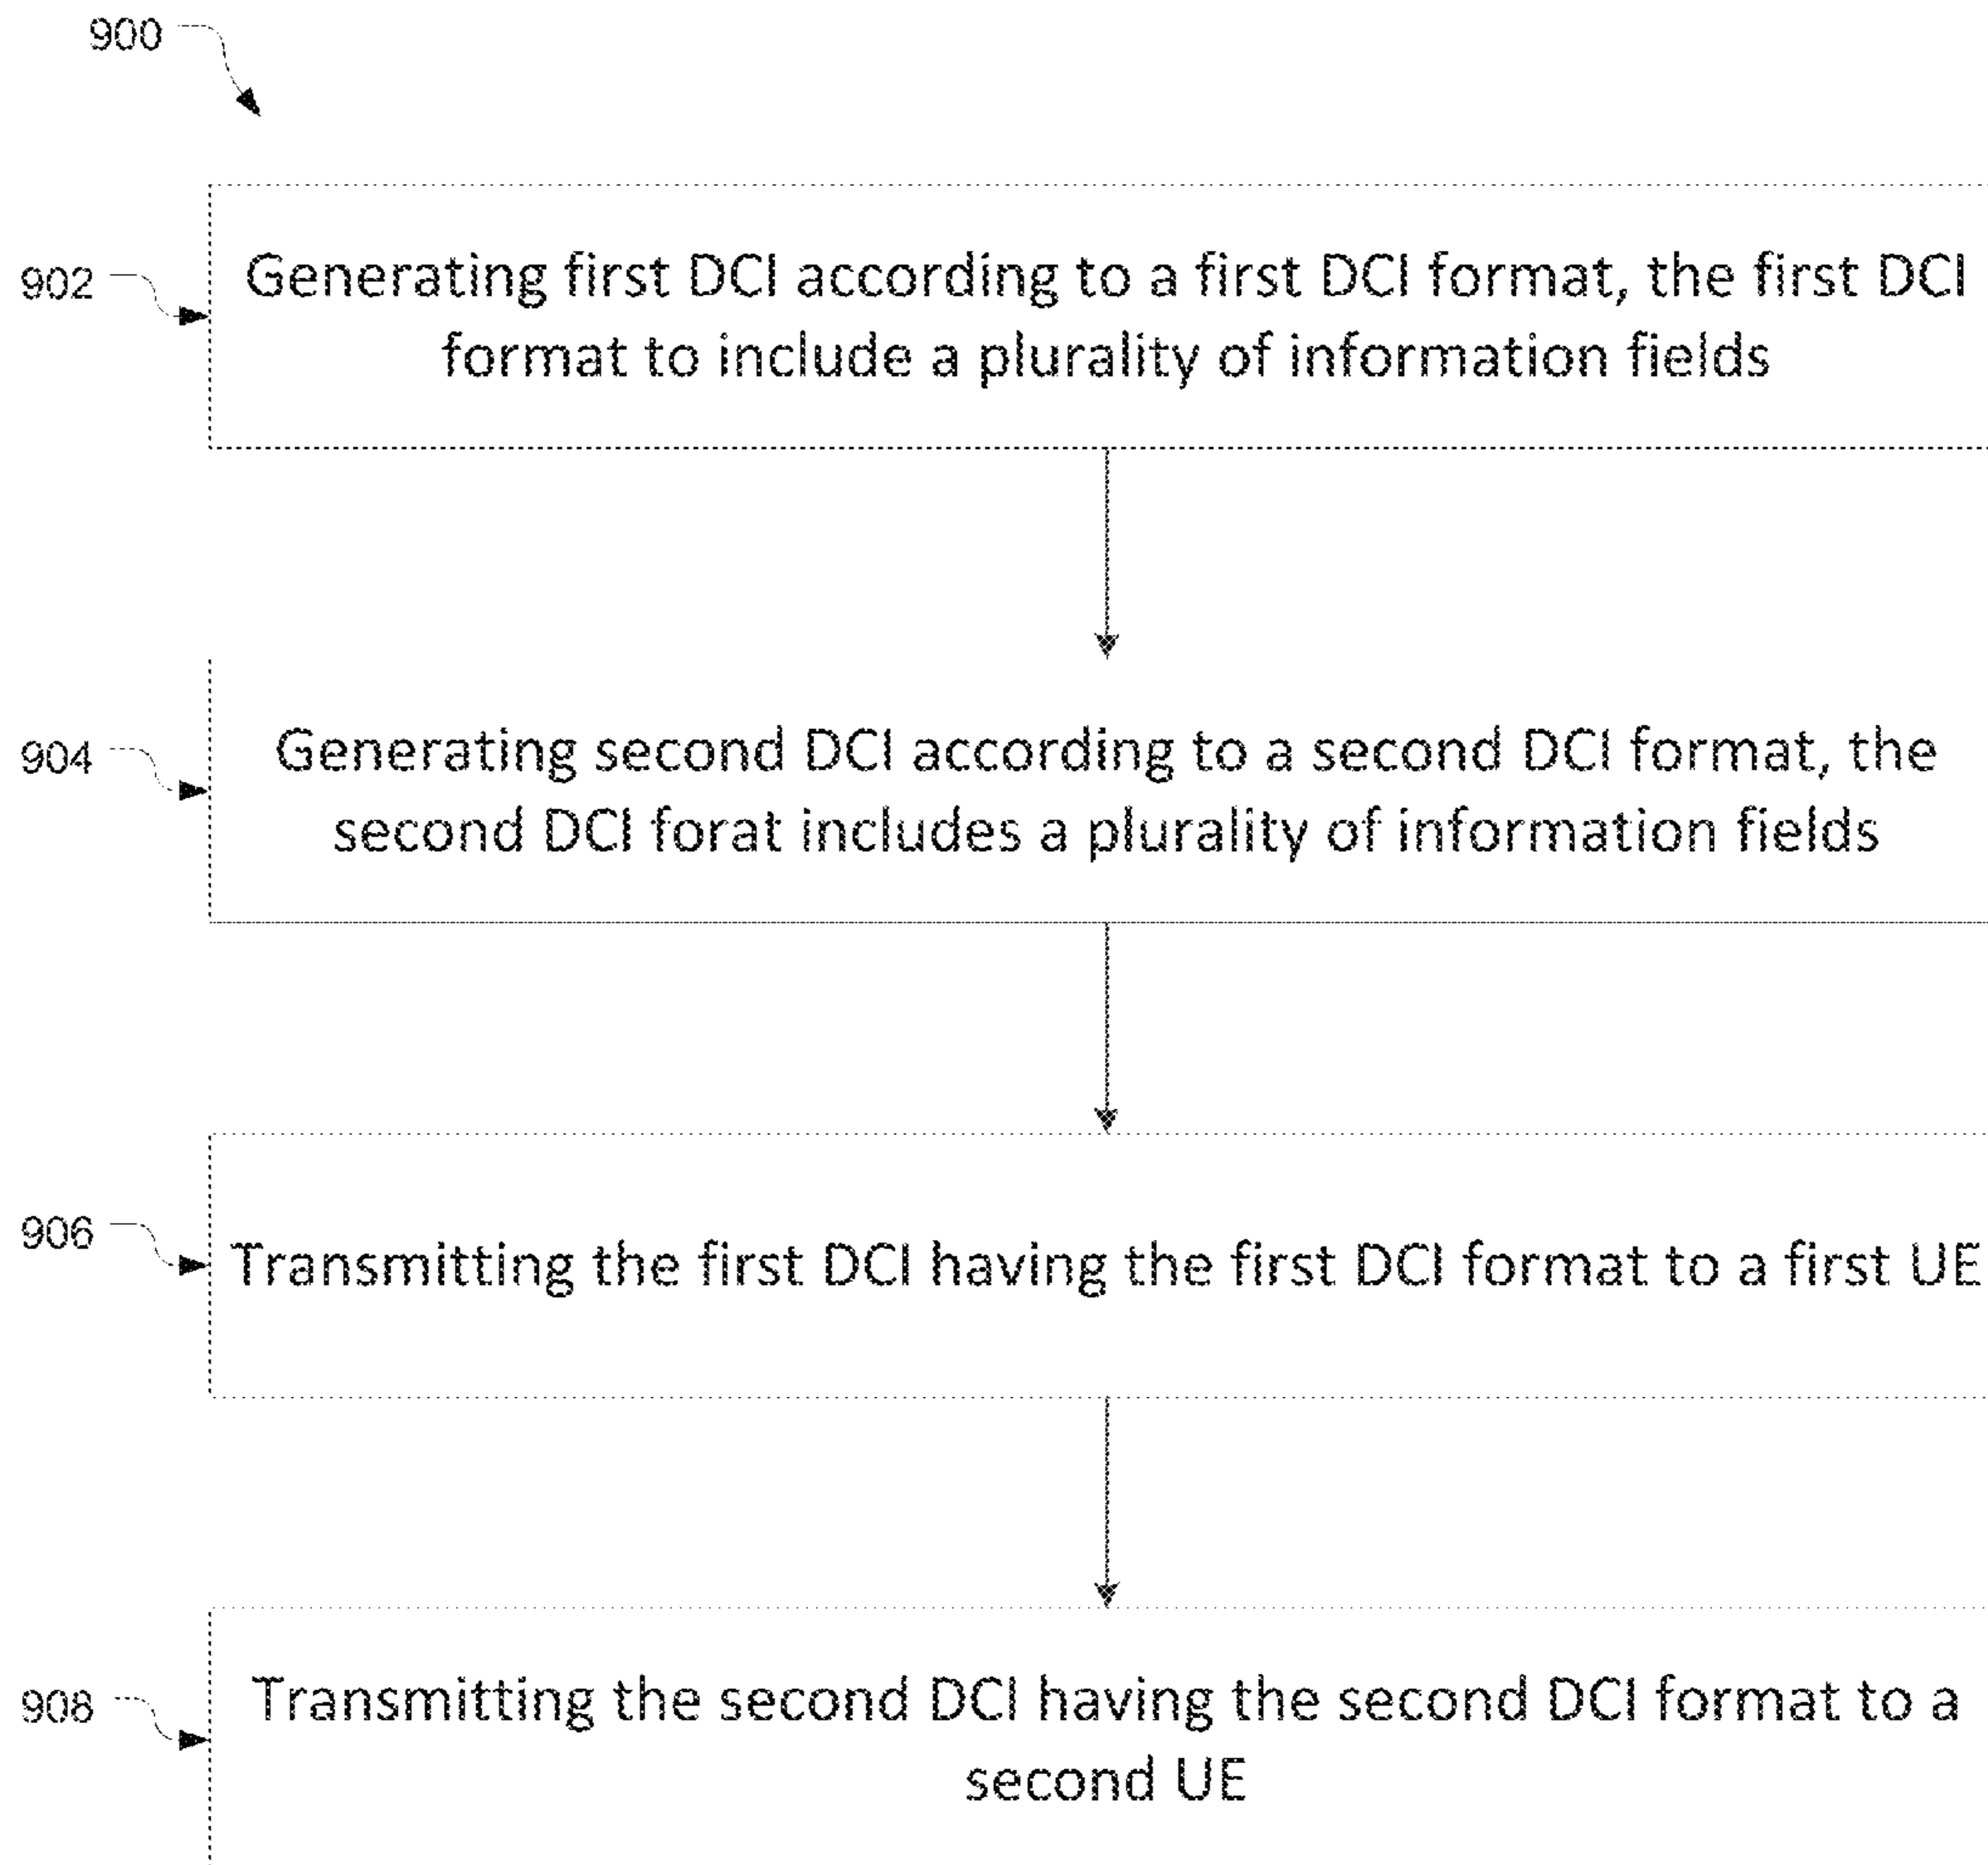 900
902
Generating first DCI according to a first DCI format, the first DCI
format to include a plurality of information fields
904
Generating second DCI according to a second DCI format, the
second DCI forat includes a plurality of information fields
906
Transmitting the first DCI having the first DCI format to a first UE
908
Transmitting the second DCI having the second DCI format to a
second UE